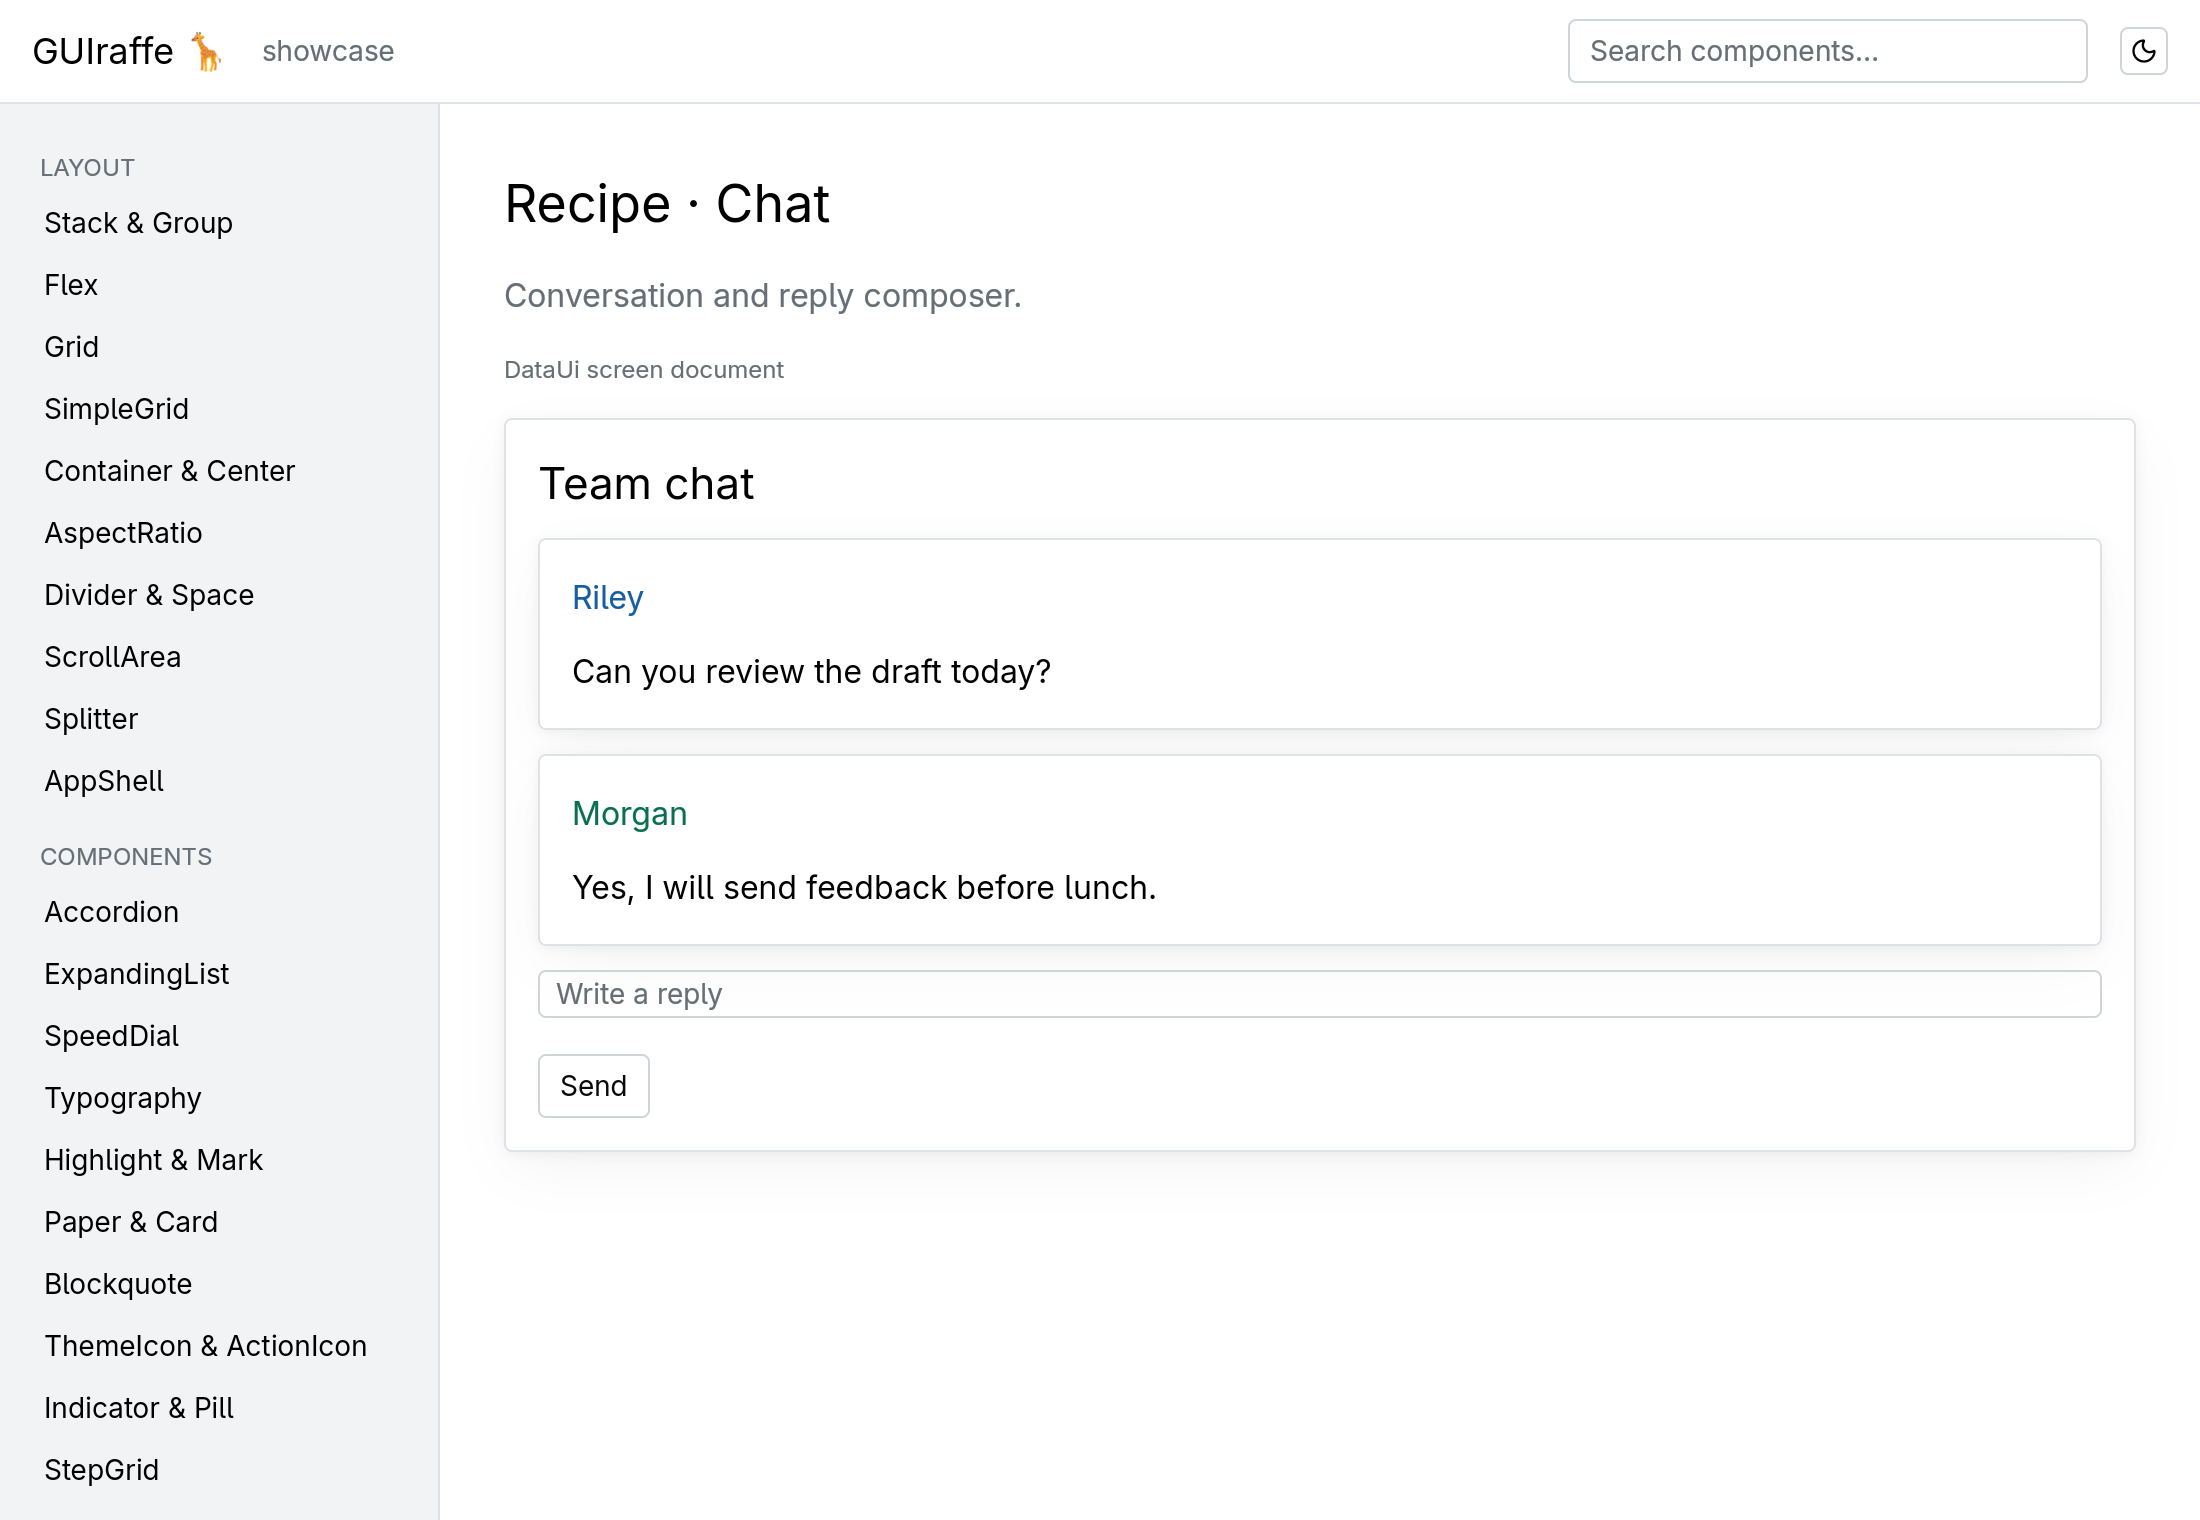 GUIraffe 🦒 showcase
Search components...
LAYOUT
Stack & Group
Flex
Grid
SimpleGrid
Container & Center
AspectRatio
Divider & Space
ScrollArea
Splitter
AppShell
COMPONENTS
Accordion
ExpandingList
SpeedDial
Typography
Highlight & Mark
Paper & Card
Blockquote
ThemeIcon & ActionIcon
Indicator & Pill
StepGrid
Recipe · Chat
Conversation and reply composer.
DataUi screen document
Team chat
Riley
Can you review the draft today?
Morgan
Yes, I will send feedback before lunch.
Write a reply
Send